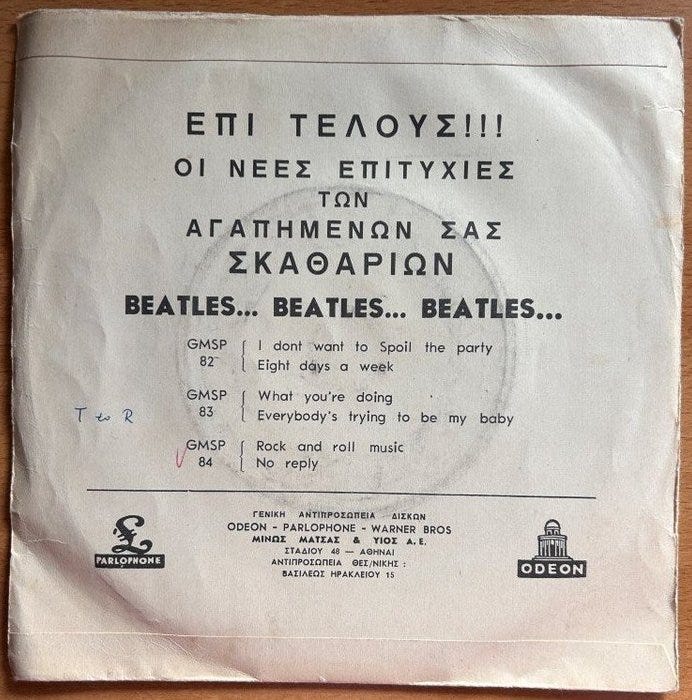 ΕΠΙ ΤΕΛΟΥΣ!!!
ΟΙ ΝΕΕΣ ΕΠΙΤΥΧΙΕΣ
ΤΩΝ
ΑΓΑΠΗΜΕΝΩΝ ΣΑΣ
ΣΚΑΘΑΡΙΩΝ
BEATLES... BEATLES... BEATLES...
GMSP 82 { I dont want to Spoil the party
Eight days a week
GMSP 83 { What you're doing
Everybody's trying to be my baby
T to R
GMSP 84 { Rock and roll music
No reply
ΓΕΝΙΚΗ ΑΝΤΙΠΡΟΣΩΠΕΙΑ ΔΙΣΚΩΝ
ODEON - PARLOPHONE - WARNER BROS
ΜΙΝΩΣ ΜΑΤΣΑΣ & ΥΙΟΣ Α.Ε.
ΣΤΑΔΙΟΥ 48 — ΑΘΗΝΑΙ
ΑΝΤΙΠΡΟΣΩΠΕΙΑ ΘΕΣ/ΝΙΚΗΣ :
ΒΑΣΙΛΕΩΣ ΗΡΑΚΛΕΙΟΥ 15
PARLOPHONE
ODEON